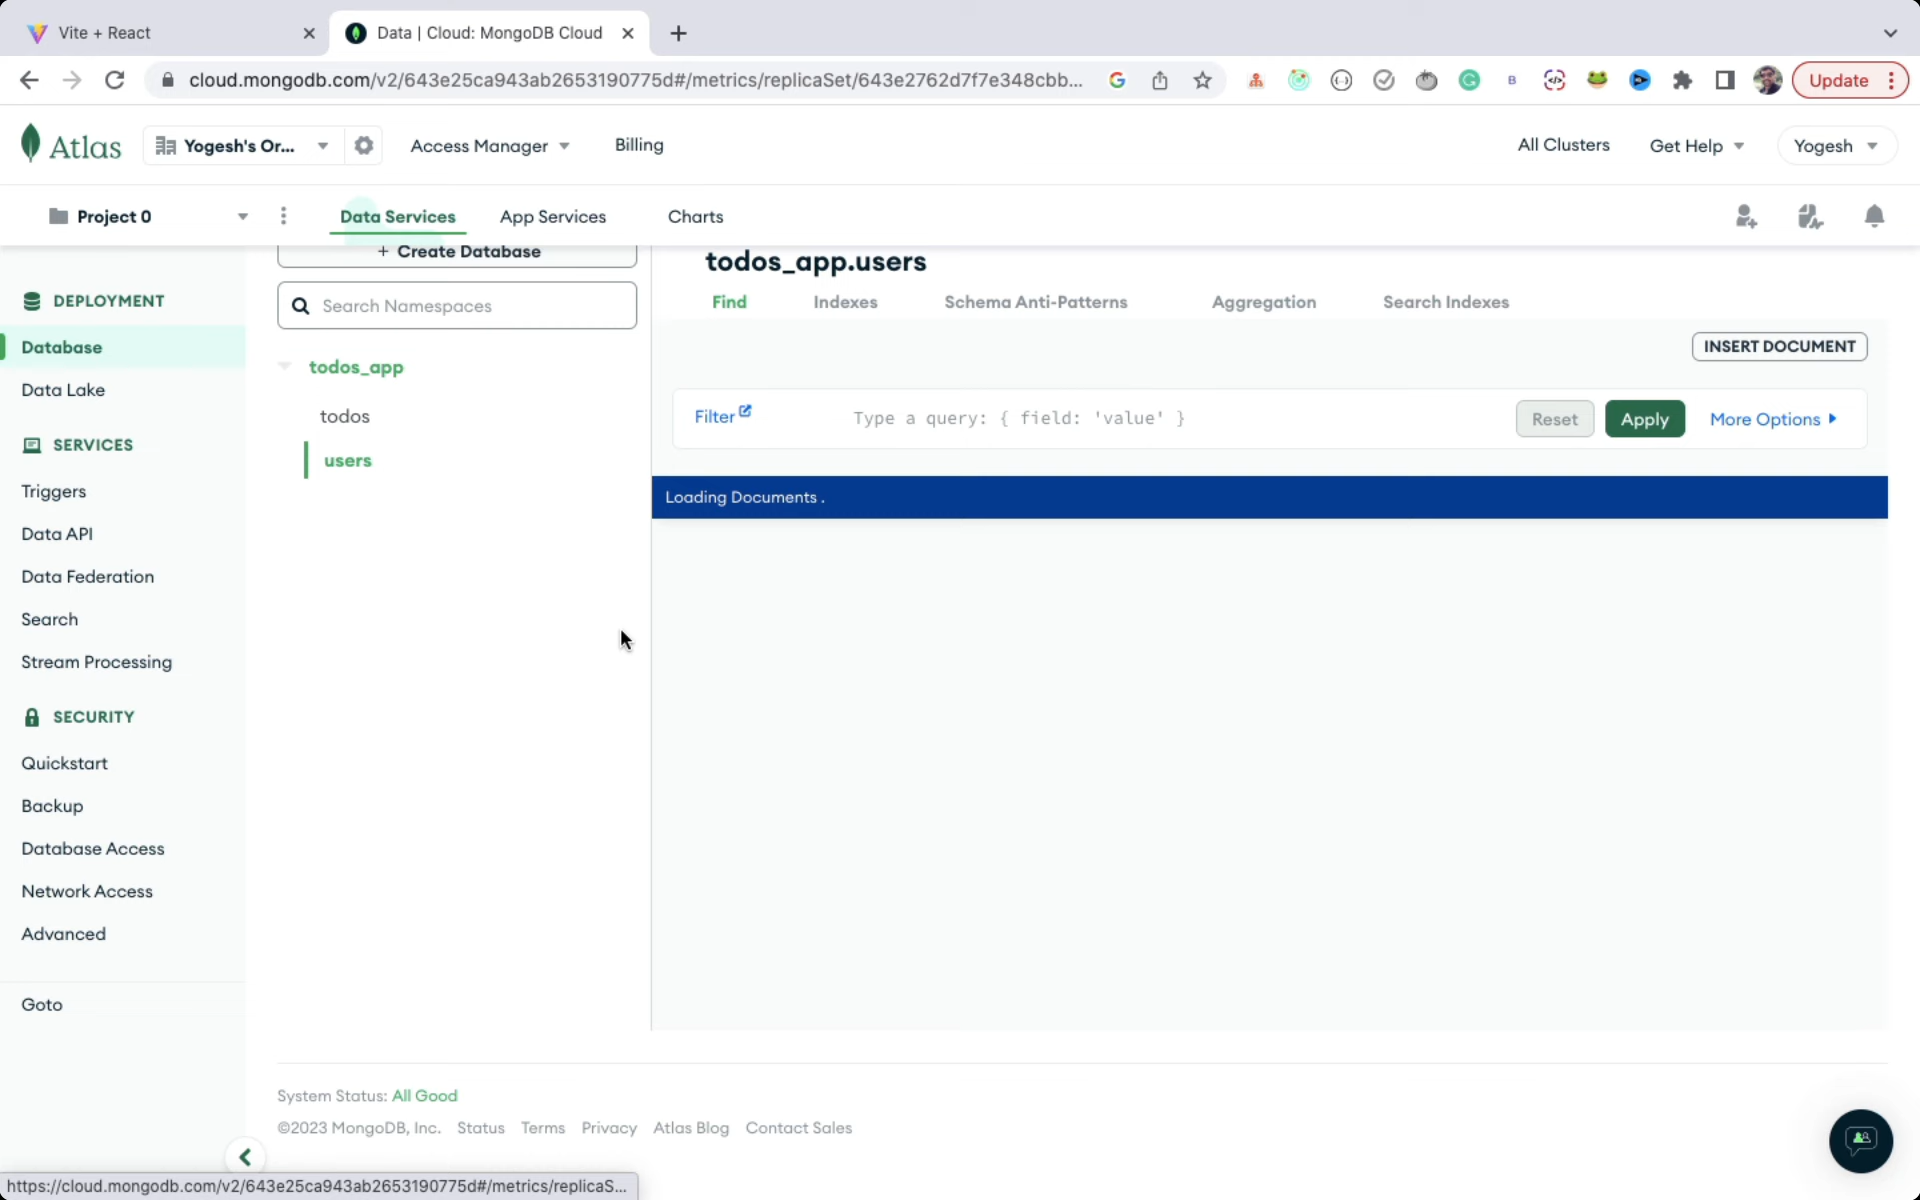 Vite + React
Data | Cloud: MongoDB Cloud
cloud.mongodb.com/v2/643e25ca943ab2653190775d#/metrics/replicaSet/643e2762d7f7e348cbb...
Update
Atlas
Yogesh's Or...
Access Manager
Billing
All Clusters
Get Help
Yogesh
Project 0
Data Services
App Services
Charts
+ Create Database
todos_app.users
DEPLOYMENT
Search Namespaces
Find
Indexes
Schema Anti-Patterns
Aggregation
Search Indexes
Database
INSERT DOCUMENT
todos_app
Data Lake
todos
Filter
Type a query: { field: 'value' }
Reset
Apply
More Options
SERVICES
users
Triggers
Loading Documents .
Data API
Data Federation
Search
Stream Processing
SECURITY
Quickstart
Backup
Database Access
Network Access
Advanced
Goto
System Status: All Good
©2023 MongoDB, Inc.
Status
Terms
Privacy
Atlas Blog
Contact Sales
https://cloud.mongodb.com/v2/643e25ca943ab2653190775d#/metrics/replicaS...